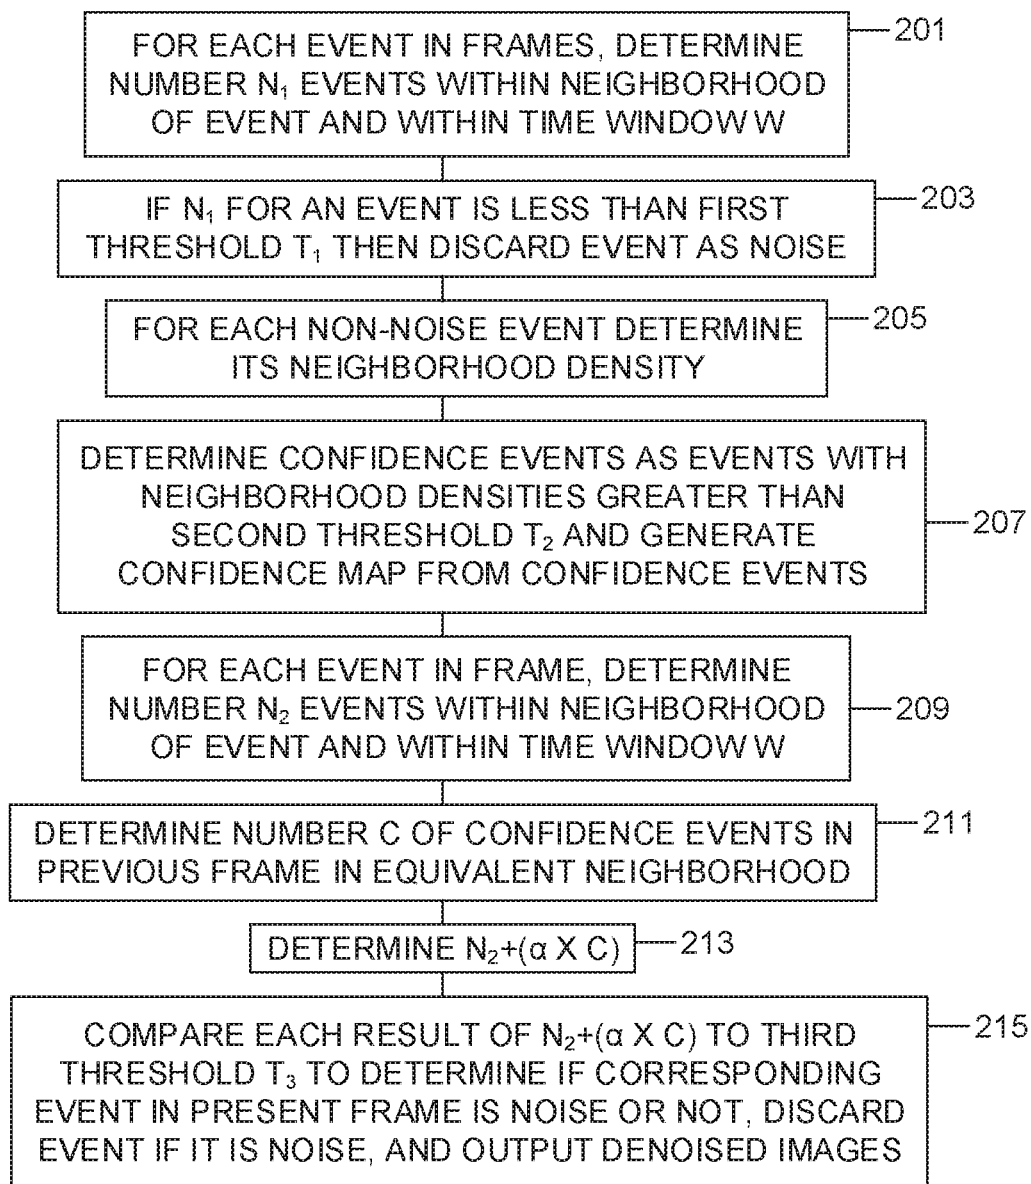 FOR EACH EVENT IN FRAMES, DETERMINE
NUMBER N₁ EVENTS WITHIN NEIGHBORHOOD
OF EVENT AND WITHIN TIME WINDOW W
201
IF N₁ FOR AN EVENT IS LESS THAN FIRST
THRESHOLD T₁ THEN DISCARD EVENT AS NOISE
203
FOR EACH NON-NOISE EVENT DETERMINE
ITS NEIGHBORHOOD DENSITY
205
DETERMINE CONFIDENCE EVENTS AS EVENTS WITH
NEIGHBORHOOD DENSITIES GREATER THAN
SECOND THRESHOLD T₂ AND GENERATE
CONFIDENCE MAP FROM CONFIDENCE EVENTS
207
FOR EACH EVENT IN FRAME, DETERMINE
NUMBER N₂ EVENTS WITHIN NEIGHBORHOOD
OF EVENT AND WITHIN TIME WINDOW W
209
DETERMINE NUMBER C OF CONFIDENCE EVENTS IN
PREVIOUS FRAME IN EQUIVALENT NEIGHBORHOOD
211
DETERMINE N₂+(α X C)
213
COMPARE EACH RESULT OF N₂+(α X C) TO THIRD
THRESHOLD T₃ TO DETERMINE IF CORRESPONDING
EVENT IN PRESENT FRAME IS NOISE OR NOT, DISCARD
EVENT IF IT IS NOISE, AND OUTPUT DENOISED IMAGES
215